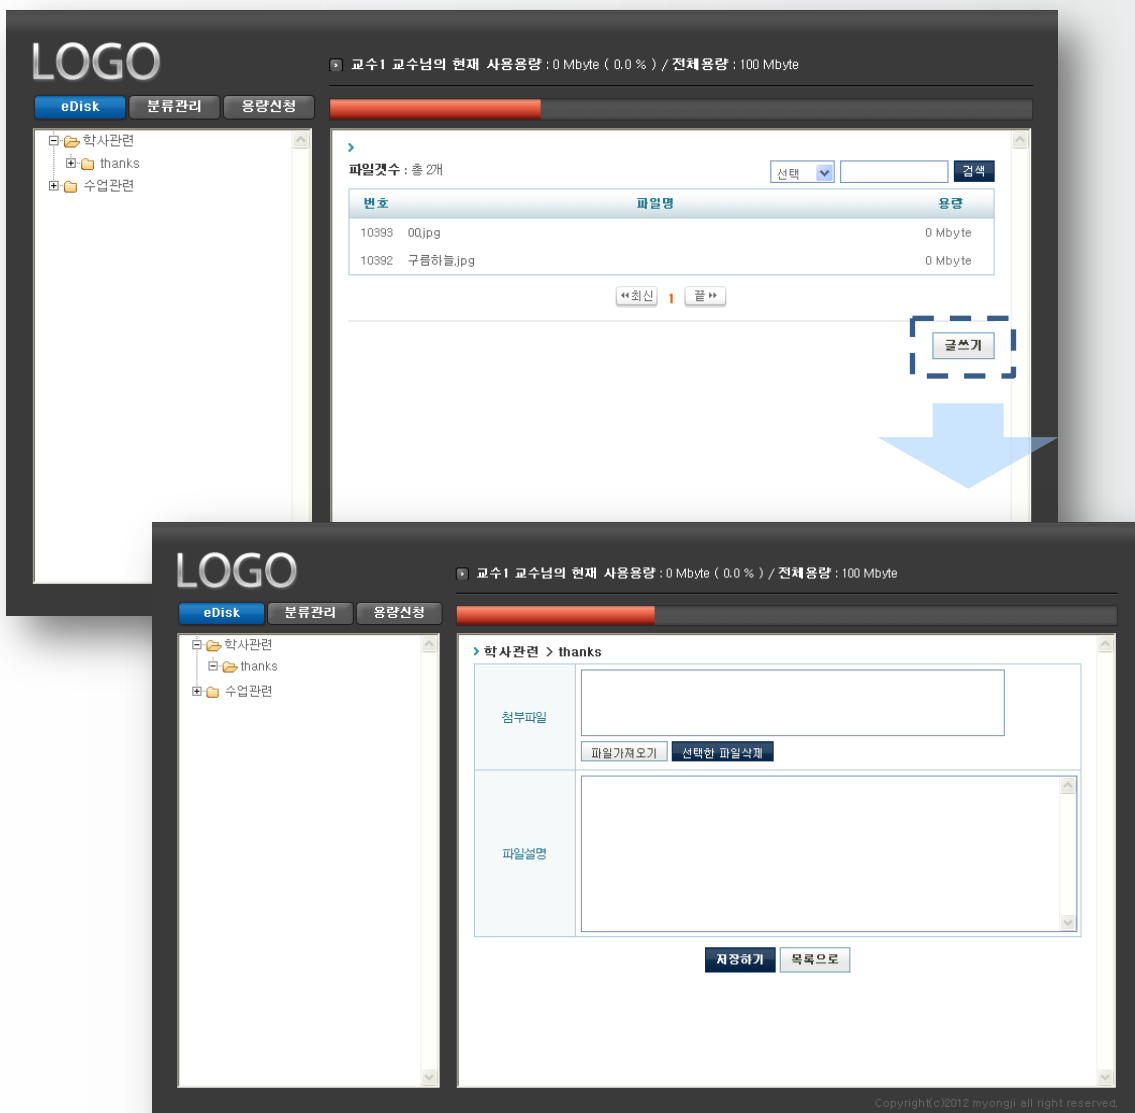 LOGO
교수1 교수님의 현재 사용용량 : 0 Mbyte ( 0.0 % ) / 전체용량 : 100 Mbyte
eDisk 분류관리 용량신청
학사관련
thanks
수업관련
파일갯수 : 총 2개
선택 검색
번호 파일명 용량
10393 00.jpg 0 Mbyte
10392 구름하늘.jpg 0 Mbyte
최신 1 끝
글쓰기
LOGO
교수1 교수님의 현재 사용용량 : 0 Mbyte ( 0.0 % ) / 전체용량 : 100 Mbyte
eDisk 분류관리 용량신청
학사관련
thanks
수업관련
학사관련 > thanks
첨부파일
파일가져오기 선택한 파일삭제
파일설명
저장하기 목록으로
Copyright(c)2012 myongji all right reserved.